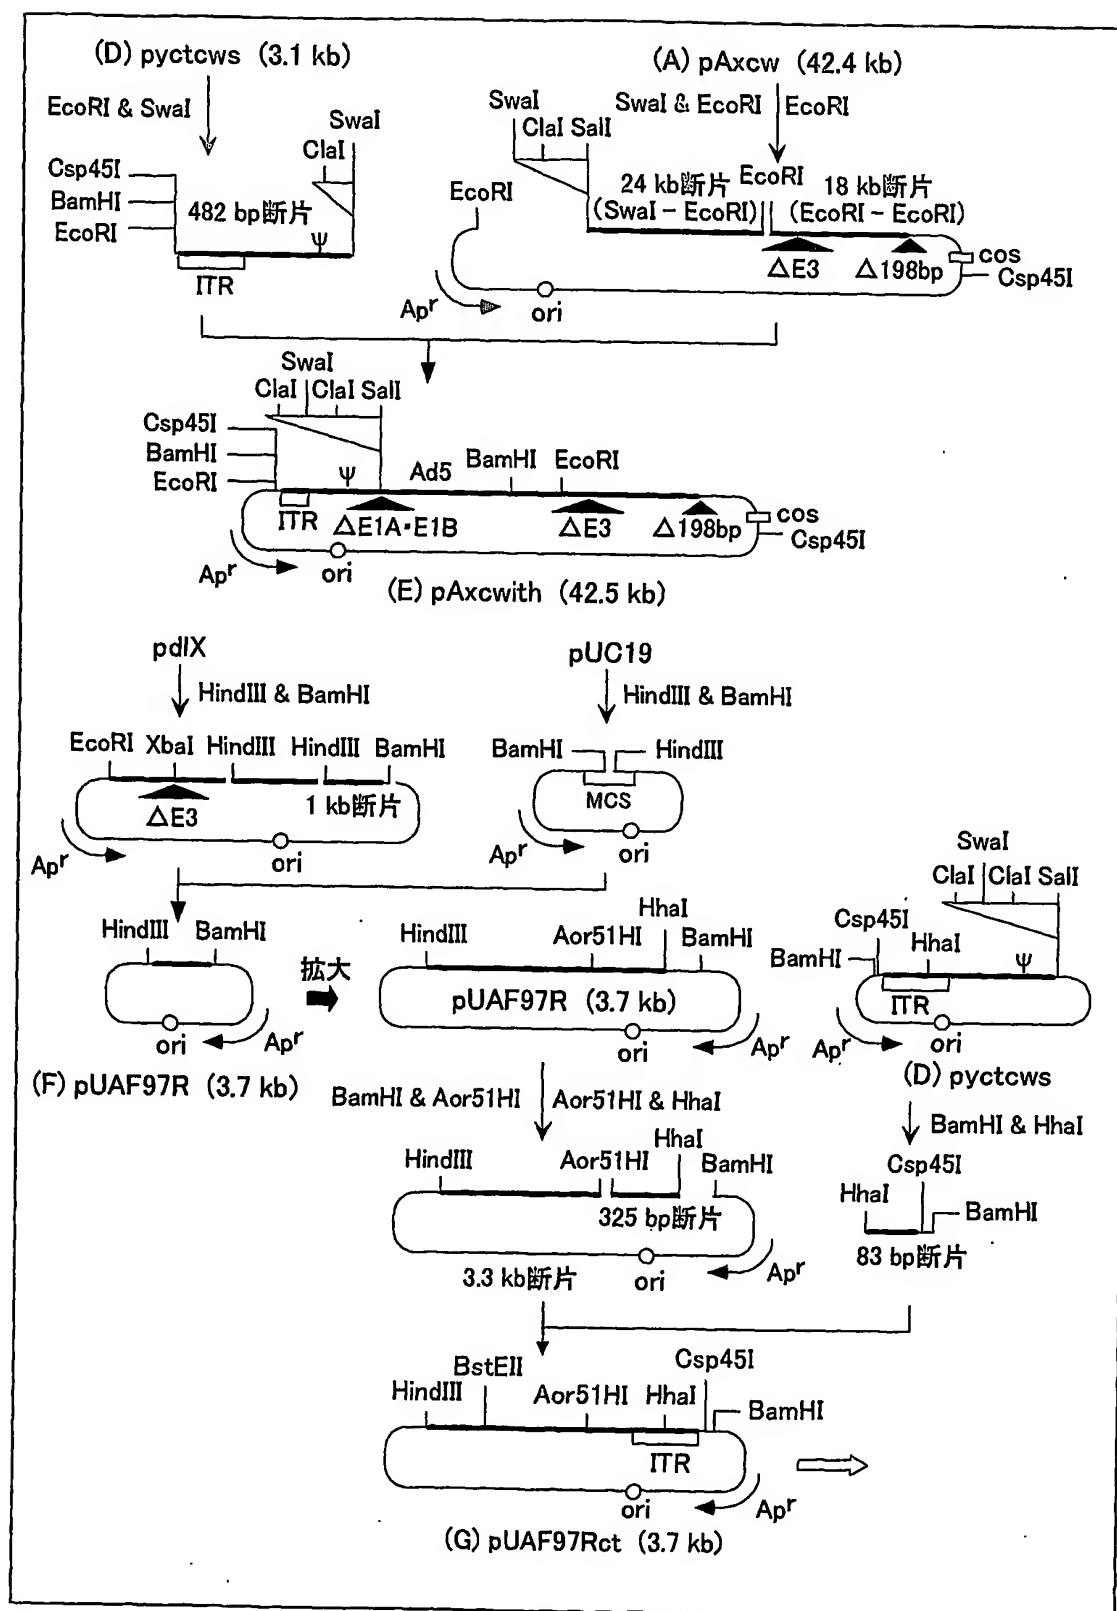 (D) pyctcws (3.1 kb)
(A) pAxcw (42.4 kb)
EcoRI & SwaI
SwaI & EcoRI
EcoRI
SwaI
ClaI
Csp45I
BamHI
EcoRI
482 bp断片
Ψ
ITR
SwaI
ClaI SalI
EcoRI
24 kb断片
(SwaI－EcoRI)
EcoRI
18 kb断片
(EcoRI－EcoRI)
△E3
△198bp
cos
Csp45I
Apr
ori
SwaI
ClaI ClaI SalI
Csp45I
BamHI
EcoRI
Ψ
Ad5
BamHI
EcoRI
ITR
△E1A・E1B
△E3
△198bp
cos
Csp45I
Apr
ori
(E) pAxcwith (42.5 kb)
pdIX
HindIII & BamHI
pUC19
HindIII & BamHI
EcoRI XbaI HindIII HindIII BamHI
△E3
1 kb断片
Apr
ori
BamHI
HindIII
MCS
Apr
ori
HindIII BamHI
ori
Apr
(F) pUAF97R (3.7 kb)
拡大
HindIII
Aor51HI
HhaI
BamHI
pUAF97R (3.7 kb)
ori
Apr
SwaI
ClaI ClaI SalI
Csp45I
BamHI
HhaI
Ψ
ITR
Apr
ori
(D) pyctcws
BamHI & Aor51HI
Aor51HI & HhaI
BamHI & HhaI
HindIII
Aor51HI
HhaI
BamHI
325 bp断片
3.3 kb断片
ori
Apr
Csp45I
HhaI
BamHI
83 bp断片
HindIII
BstEII
Aor51HI
HhaI
Csp45I
BamHI
ITR
ori
Apr
(G) pUAF97Rct (3.7 kb)